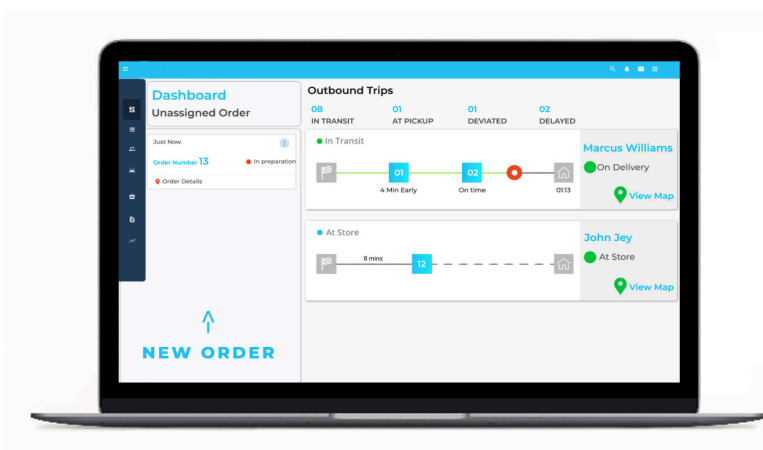 Dashboard
Unassigned Order
Just Now
Order Number 13
In preparation
Order Details
NEW ORDER
Outbound Trips
08 01 01 02
IN TRANSIT AT PICKUP DEVIATED DELAYED
In Transit
01 02
4 Min Early On time 01:13
Marcus Williams
On Delivery
View Map
At Store
8 mins
12
John Jey
At Store
View Map